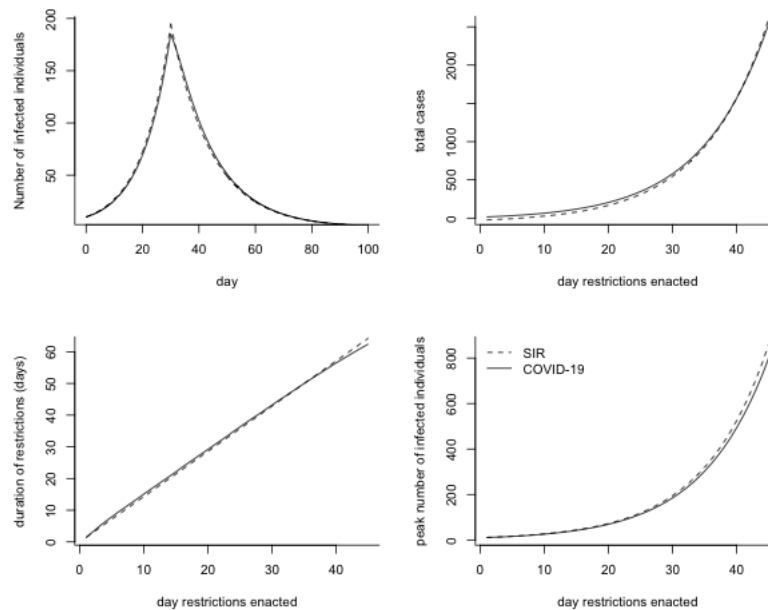 Number of infected individuals
200
150
100
50
0 20 40 60 80 100
day
total cases
2000
1000
500
0
0 10 20 30 40
day restrictions enacted
duration of restrictions (days)
60
50
40
30
20
10
0
0 10 20 30 40
day restrictions enacted
peak number of infected individuals
800
600
400
200
0
SIR
COVID-19
0 10 20 30 40
day restrictions enacted